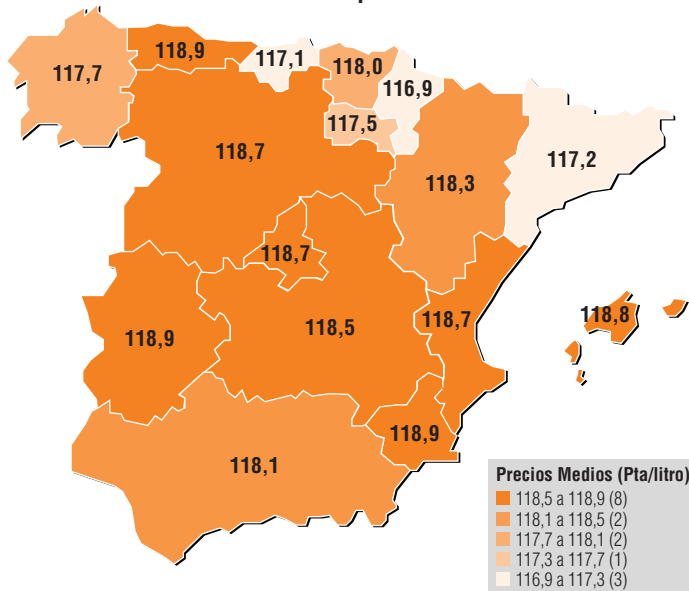 118,9
117,1
118,0
117,7
116,9
117,5
118,7
117,2
118,3
118,7
118,9
118,5
118,7
118,8
118,9
118,1
Precios Medios (Pta/litro)
118,5 a 118,9 (8)
118,1 a 118,5 (2)
117,7 a 118,1 (2)
117,3 a 117,7 (1)
116,9 a 117,3 (3)